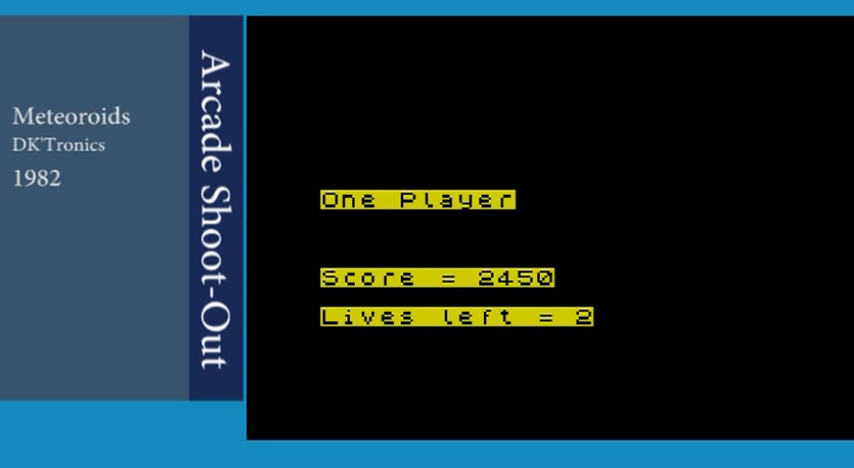 Meteoroids
DK'Tronics
1982
Arcade Shoot-Out
One Player
Score = 2450
Lives left = 2